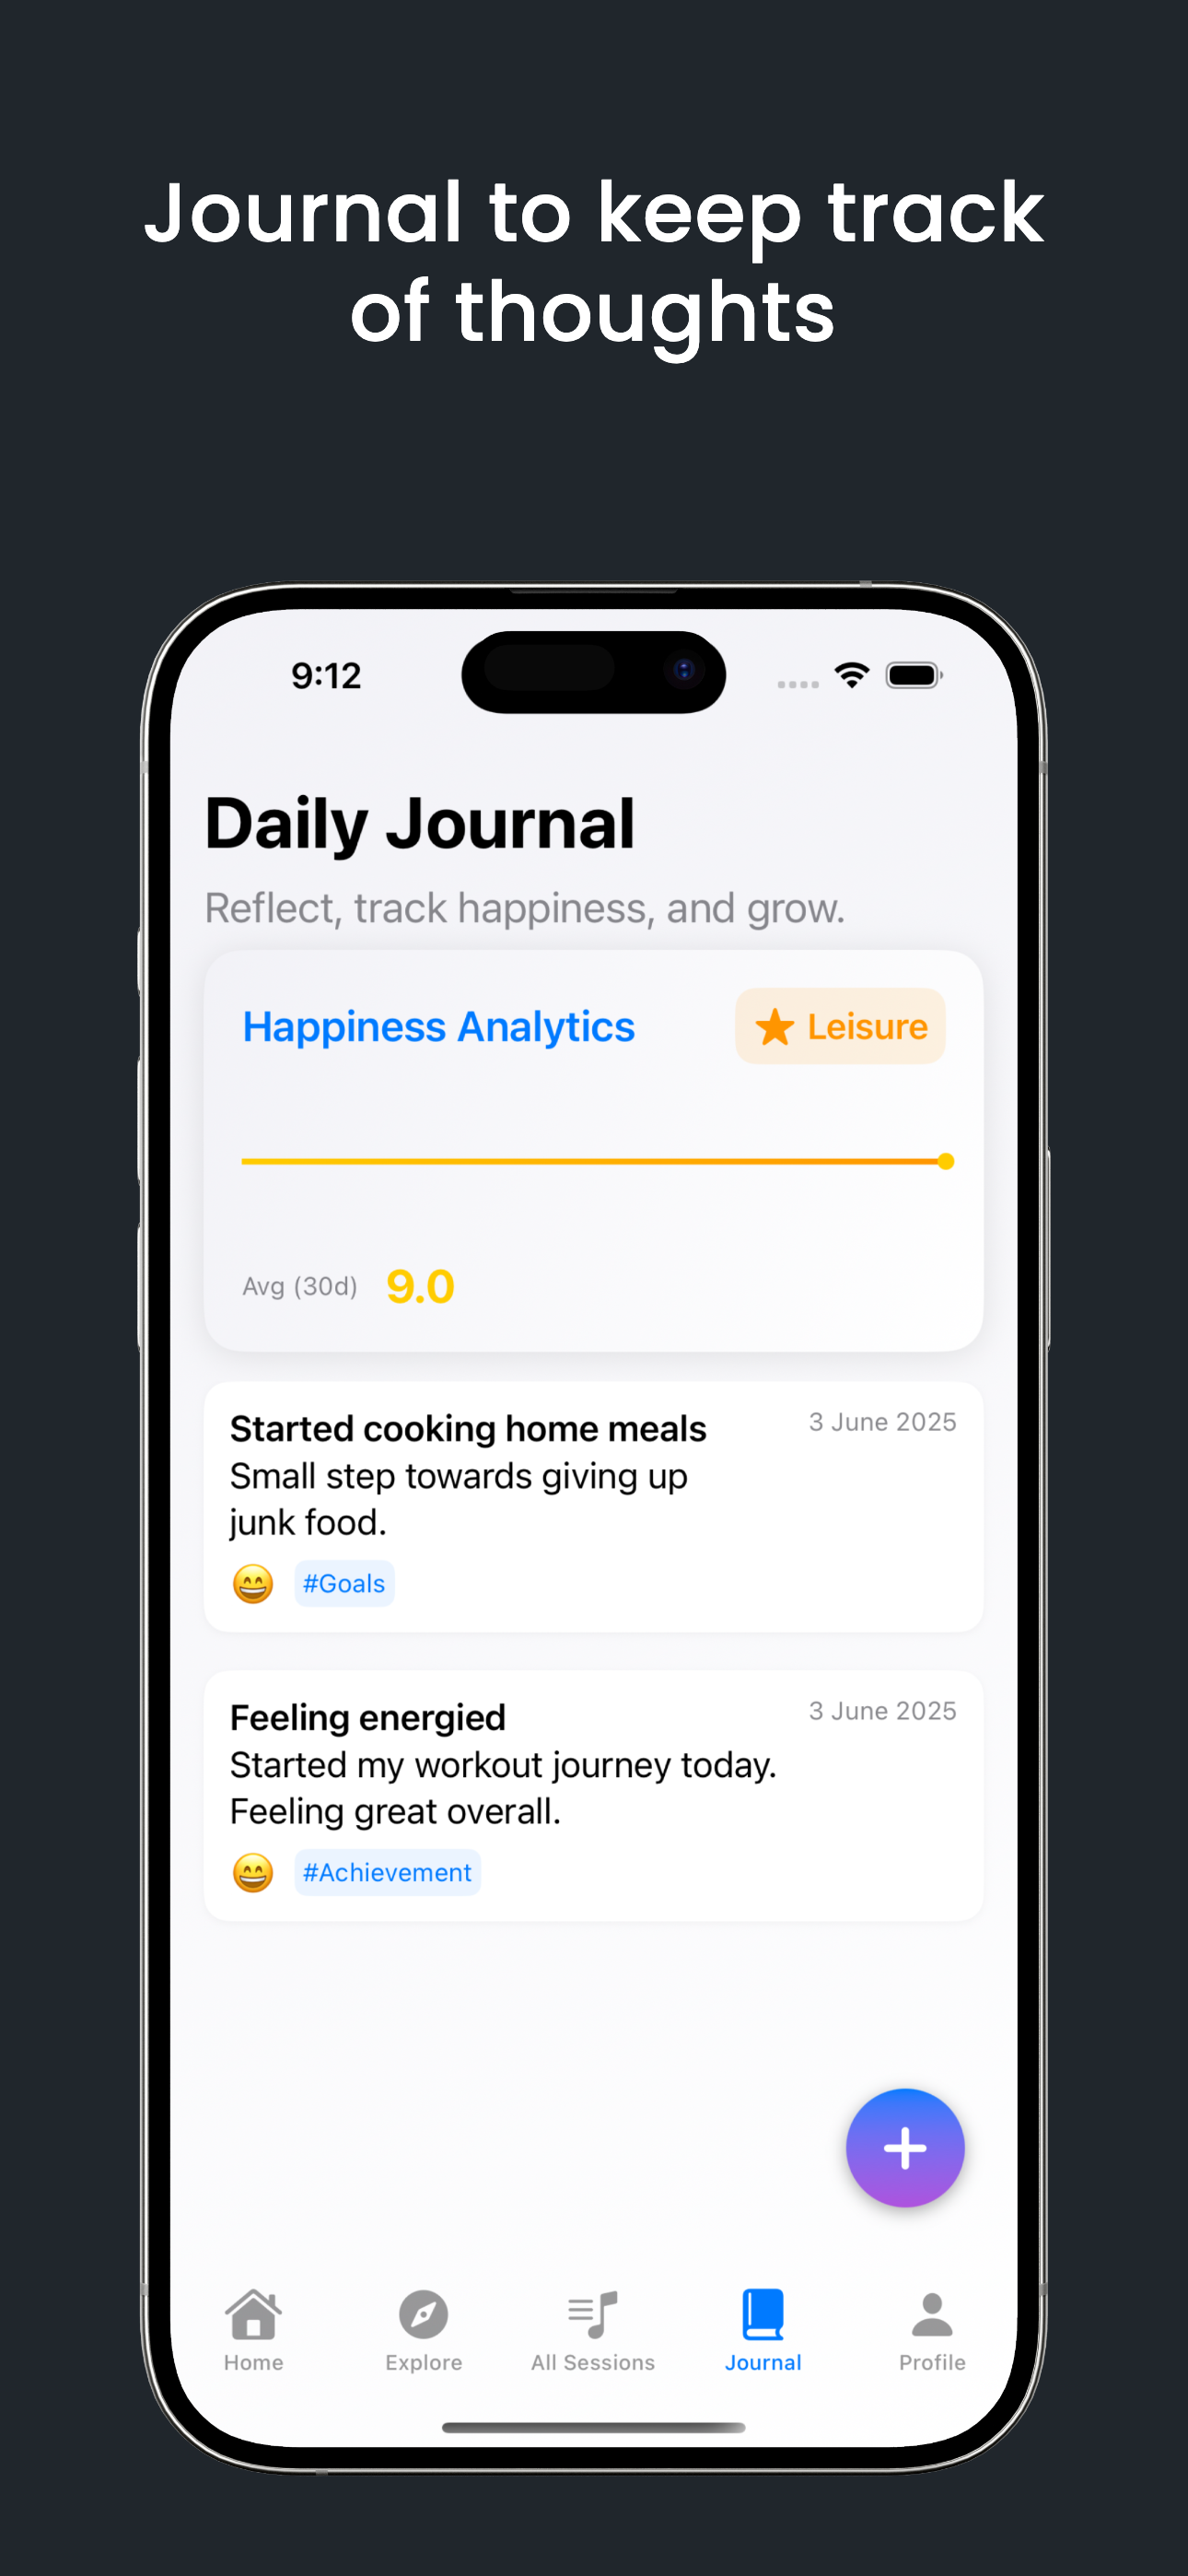 Journal to keep track
of thoughts
9:12
Daily Journal
Reflect, track happiness, and grow.
Happiness Analytics
Leisure
Avg (30d) 9.0
Started cooking home meals
3 June 2025
Small step towards giving up
junk food.
#Goals
Feeling energied
3 June 2025
Started my workout journey today.
Feeling great overall.
#Achievement
Home
Explore
All Sessions
Journal
Profile